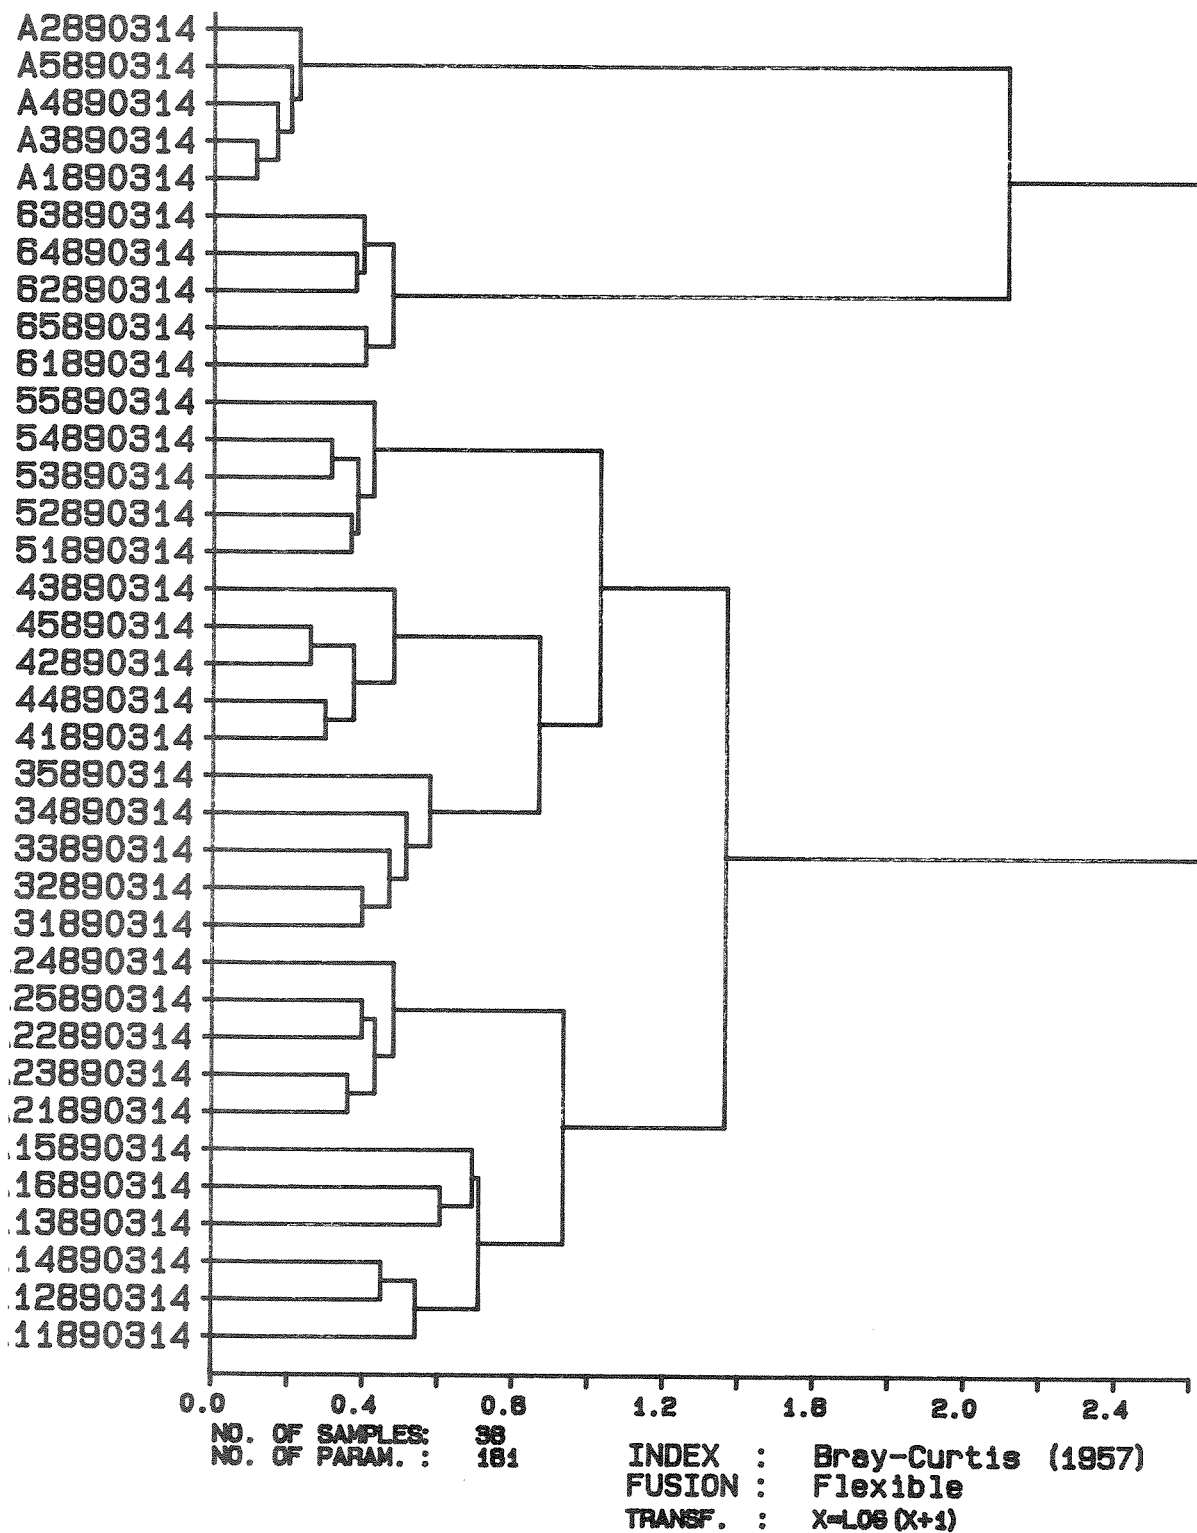 A2890314
A5890314
A4890314
A3890314
A1890314
63890314
64890314
62890314
65890314
61890314
55890314
54890314
53890314
52890314
51890314
43890314
45890314
42890314
44890314
41890314
35890314
34890314
33890314
32890314
31890314
24890314
25890314
22890314
23890314
21890314
15890314
16890314
13890314
14890314
12890314
11890314
0.0 0.4 0.8 1.2 1.6 2.0 2.4
NO. OF SAMPLES: 36
NO. OF PARAM. : 181
INDEX : Bray-Curtis (1957)
FUSION : Flexible
TRANSF. : X=LOG(X+1)